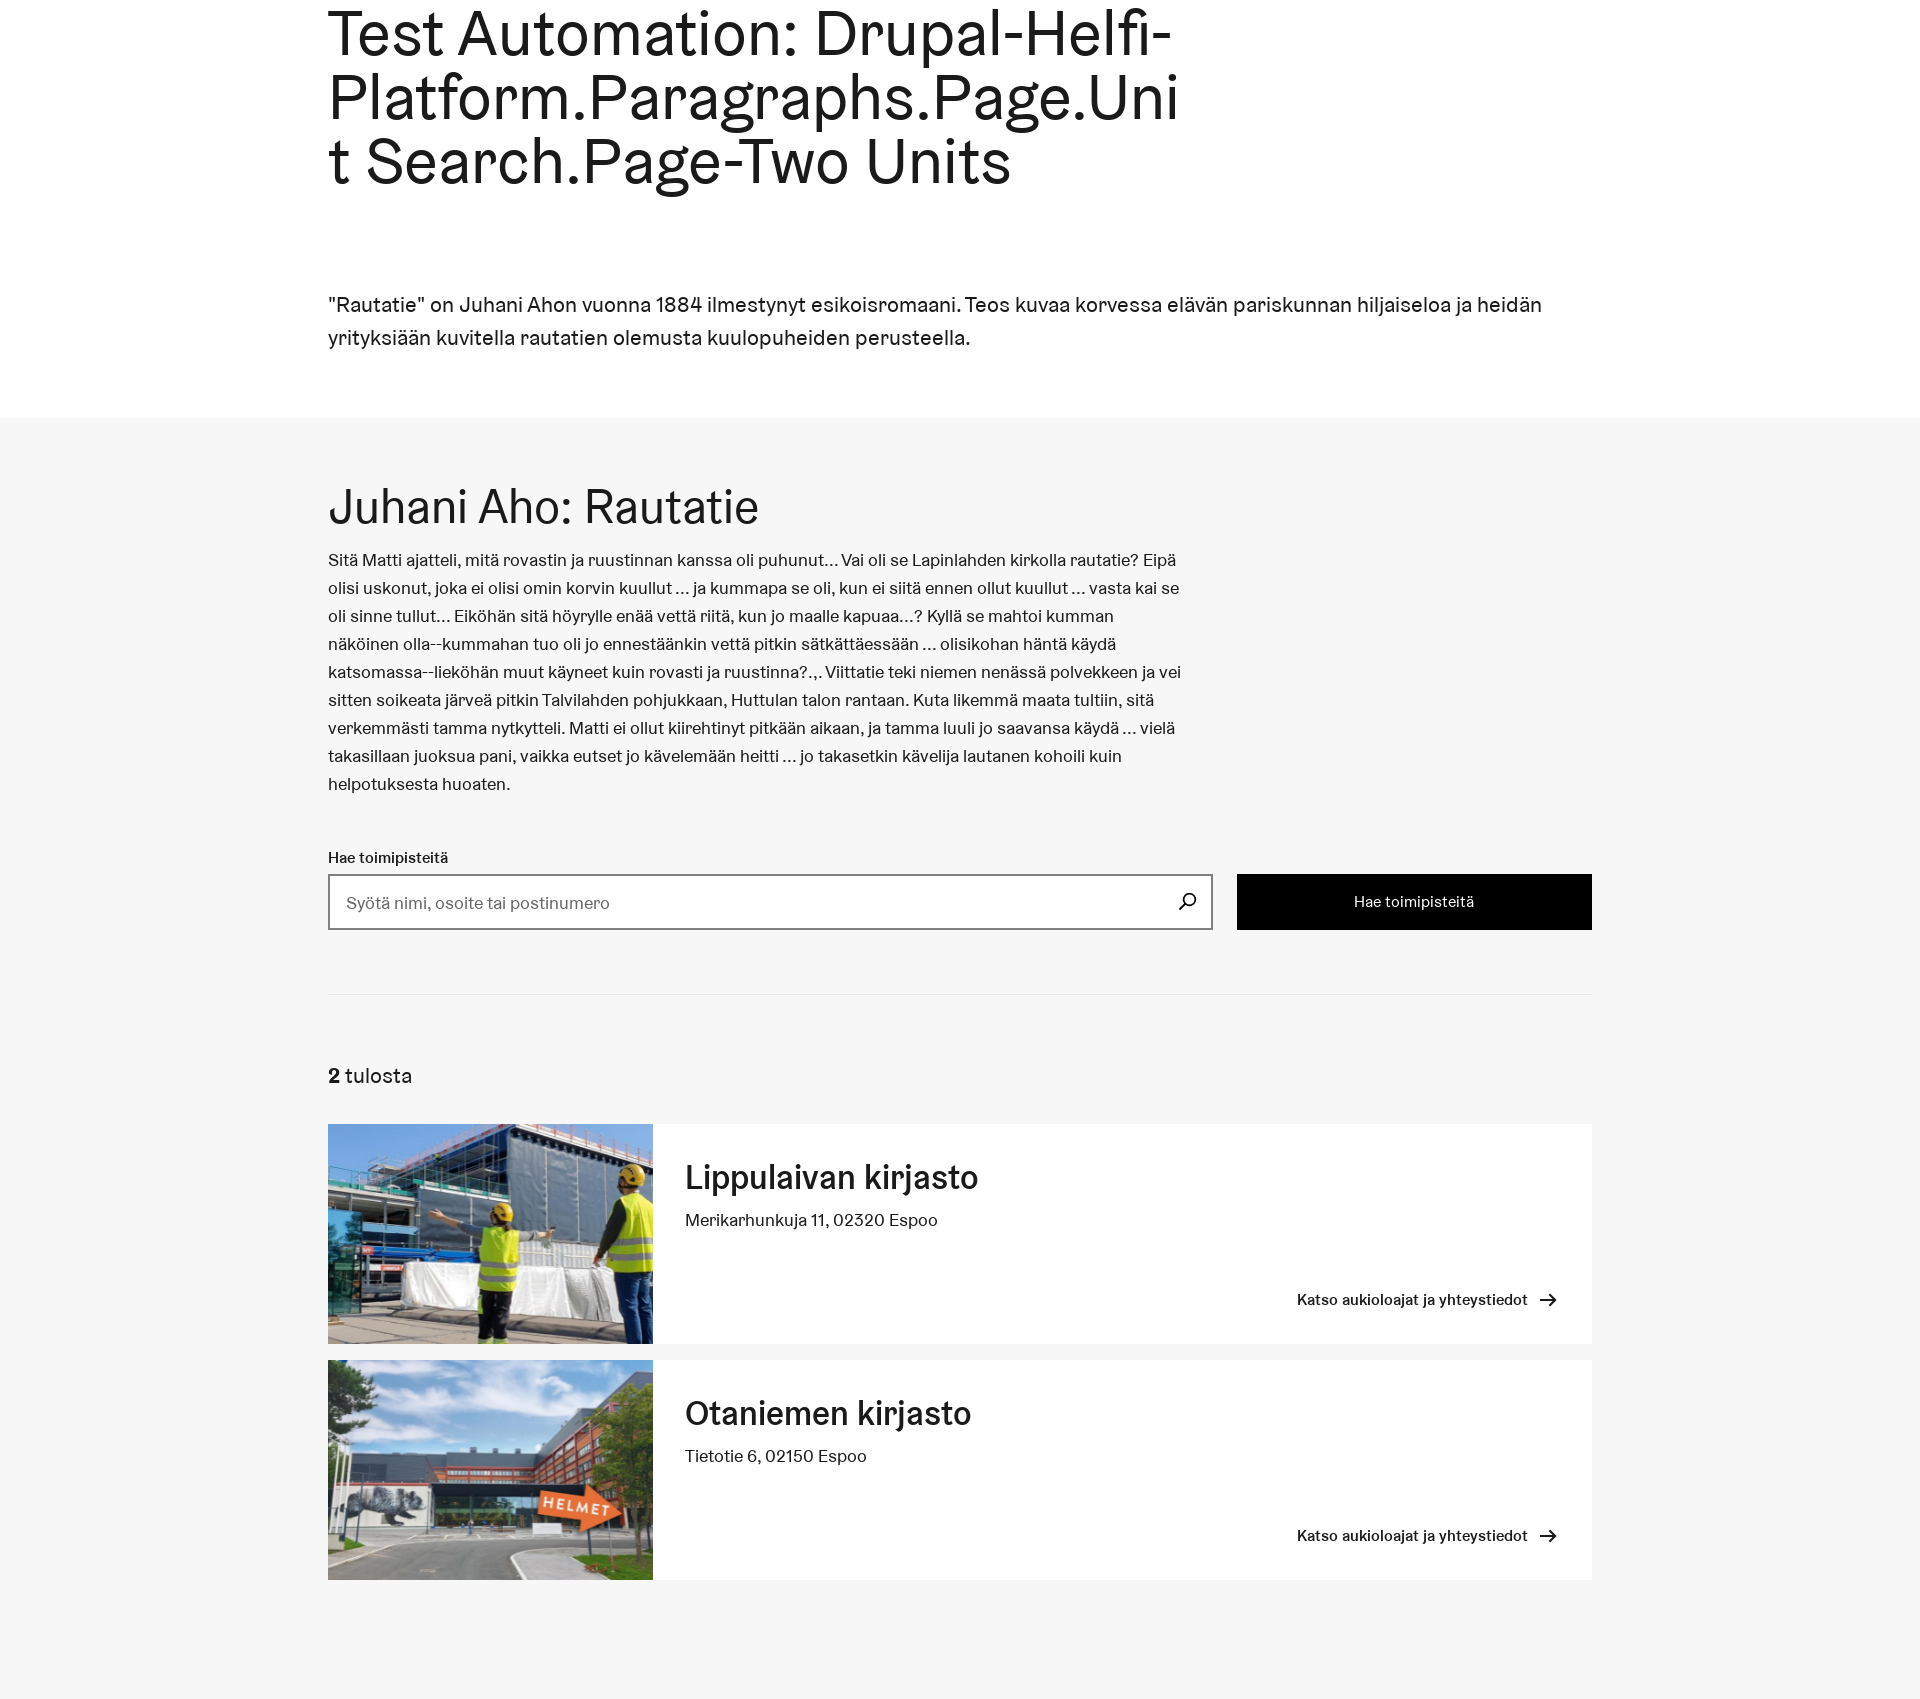 Test Automation: Drupal-Helfi-
Platform.Paragraphs.Page.Uni
t Search.Page-Two Units
"Rautatie" on Juhani Ahon vuonna 1884 ilmestynyt esikoisromaani. Teos kuvaa korvessa elävän pariskunnan hiljaiseloa ja heidän
yrityksiään kuvitella rautatien olemusta kuulopuheiden perusteella.
Juhani Aho: Rautatie
Sitä Matti ajatteli, mitä rovastin ja ruustinnan kanssa oli puhunut... Vai oli se Lapinlahden kirkolla rautatie? Eipä
olisi uskonut, joka ei olisi omin korvin kuullut ... ja kummapa se oli, kun ei siitä ennen ollut kuullut ... vasta kai se
oli sinne tullut... Eiköhän sitä höyrylle enää vettä riitä, kun jo maalle kapuaa...? Kyllä se mahtoi kumman
näköinen olla--kummahan tuo oli jo ennestäänkin vettä pitkin sätkättäessään ... olisikohan häntä käydä
katsomassa--lieköhän muut käyneet kuin rovasti ja ruustinna?.,. Viittatie teki niemen nenässä polvekkeen ja vei
sitten soikeata järveä pitkin Talvilahden pohjukkaan, Huttulan talon rantaan. Kuta likemmä maata tultiin, sitä
verkemmästi tamma nytkytteli. Matti ei ollut kiirehtinyt pitkään aikaan, ja tamma luuli jo saavansa käydä ... vielä
takasillaan juoksua pani, vaikka eutset jo kävelemään heitti ... jo takasetkin kävelija lautanen kohoili kuin
helpotuksesta huoaten.
Hae toimipisteitä
Syötä nimi, osoite tai postinumero
Hae toimipisteitä
2 tulosta
Lippulaivan kirjasto
Merikarhunkuja 11, 02320 Espoo
Katso aukioloajat ja yhteystiedot
Otaniemen kirjasto
Tietotie 6, 02150 Espoo
HELMET
Katso aukioloajat ja yhteystiedot